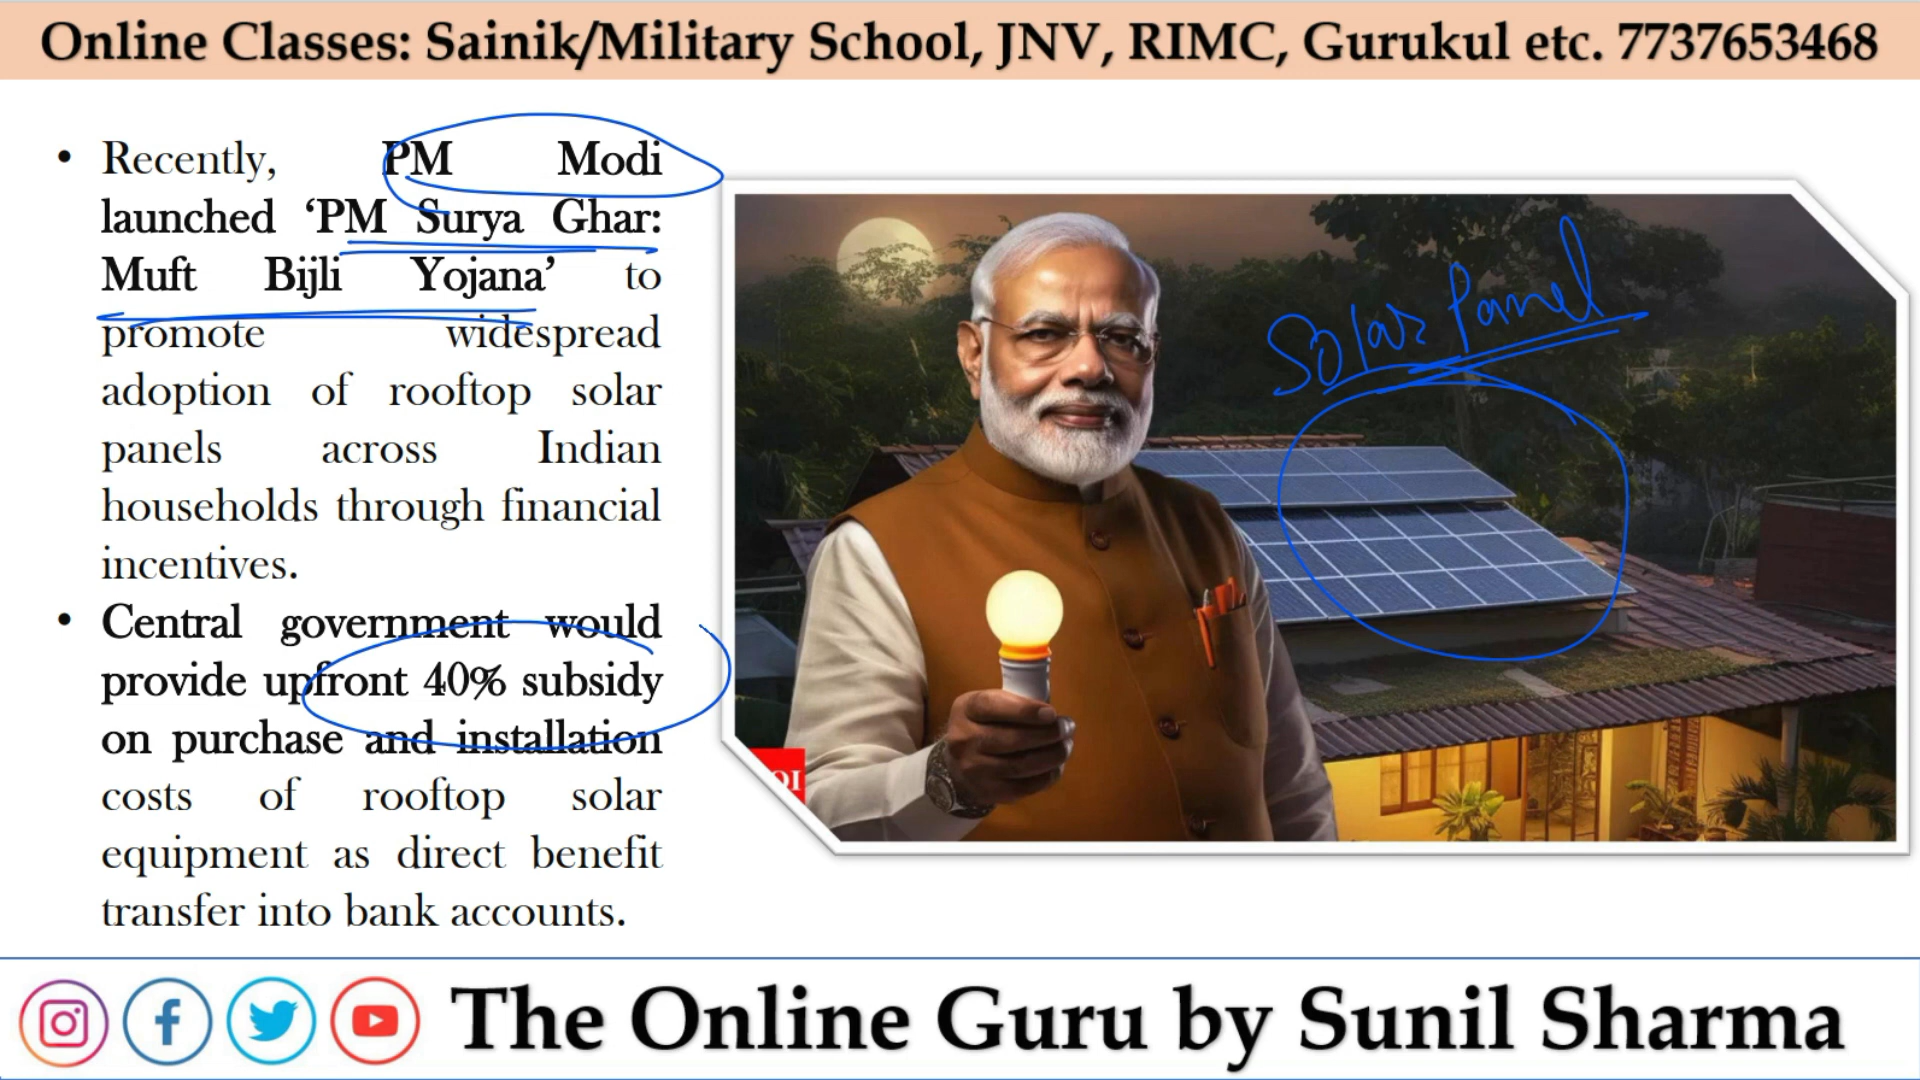 Online Classes: Sainik/Military School, JNV, RIMC, Gurukul etc. 7737653468
• Recently, PM Modi
launched ‘PM Surya Ghar:
Muft Bijli Yojana’ to
promote widespread
adoption of rooftop solar
panels across Indian
households through financial
incentives.
• Central government would
provide upfront 40% subsidy
on purchase and installation
costs of rooftop solar
equipment as direct benefit
transfer into bank accounts.
Solar Panel
OI
The Online Guru by Sunil Sharma